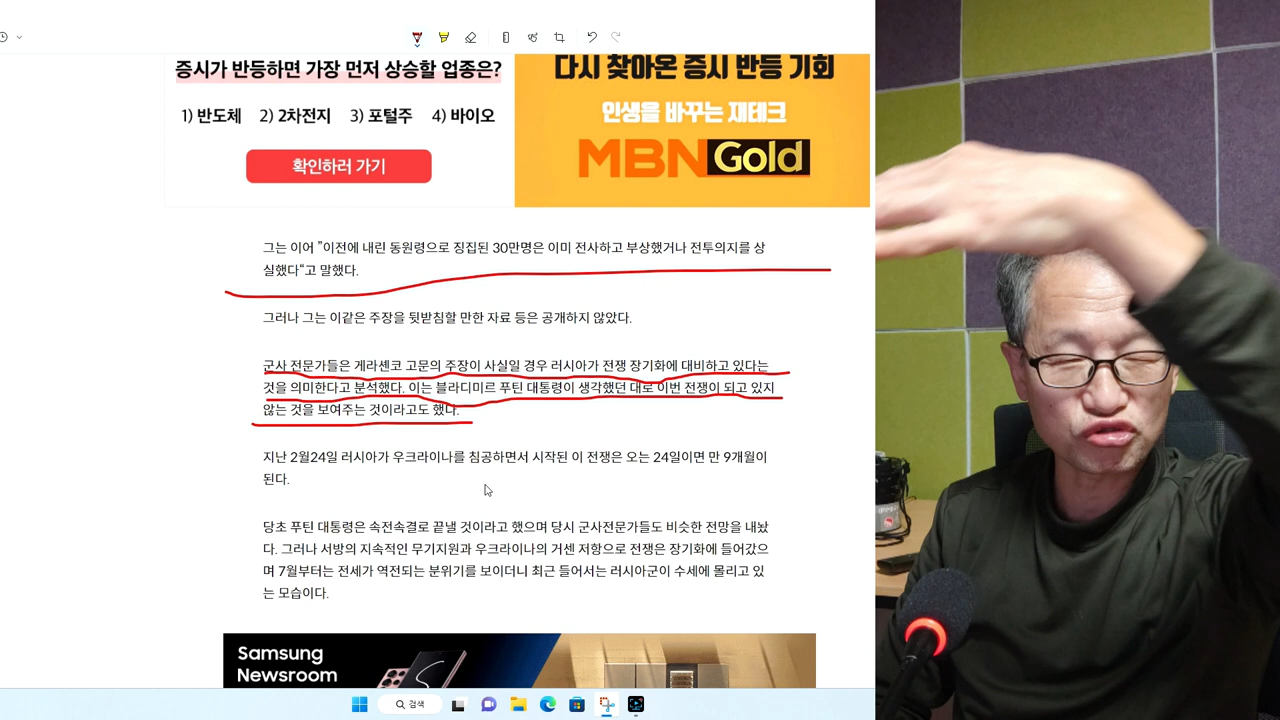 증시가 반등하면 가장 먼저 상승할 업종은?
1) 반도체 2) 2차전지 3) 포털주 4) 바이오
확인하러 가기
다시 찾아온 증시 반등 기회
인생을 바꾸는 재테크
MBN Gold
그는 이어 "이전에 내린 동원령으로 징집된 30만명은 이미 전사하고 부상했거나 전투의지를 상
실했다“고 말했다.
그러나 그는 이같은 주장을 뒷받침할 만한 자료 등은 공개하지 않았다.
군사 전문가들은 게라셴코 고문의 주장이 사실일 경우 러시아가 전쟁 장기화에 대비하고 있다는
것을 의미한다고 분석했다. 이는 블라디미르 푸틴 대통령이 생각했던 대로 이번 전쟁이 되고 있지
않는 것을 보여주는 것이라고도 했다.
지난 2월24일 러시아가 우크라이나를 침공하면서 시작된 이 전쟁은 오는 24일이면 만 9개월이
된다.
당초 푸틴 대통령은 속전속결로 끝낼 것이라고 했으며 당시 군사전문가들도 비슷한 전망을 내놨
다. 그러나 서방의 지속적인 무기지원과 우크라이나의 거센 저항으로 전쟁은 장기화에 들어갔으
며 7월부터는 전세가 역전되는 분위기를 보이더니 최근 들어서는 러시아군이 수세에 몰리고 있
는 모습이다.
Samsung
Newsroom
검색